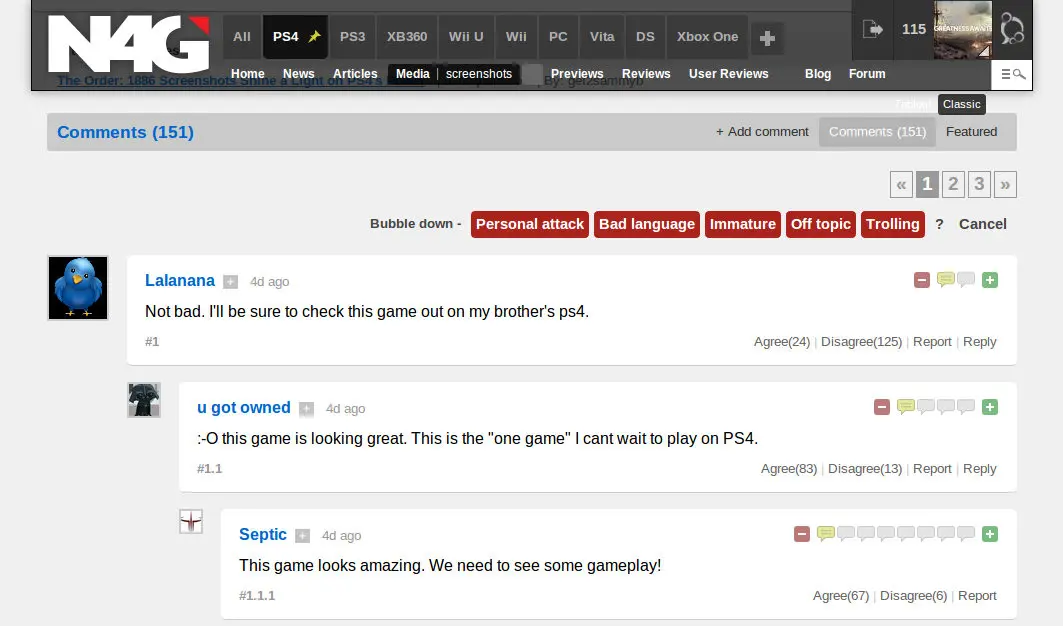 N4G
All PS4 PS3 XB360 Wii U Wii PC Vita DS Xbox One
115
GREATNESS AWAITS
Home News Articles Media | screenshots Previews Reviews User Reviews Blog Forum
The Order: 1886 Screenshots Shine a Light on PS4's
Classic
Comments (151)
+ Add comment Comments (151) Featured
« 1 2 3 »
Bubble down - Personal attack Bad language Immature Off topic Trolling ? Cancel
Lalanana + 4d ago
Not bad. I'll be sure to check this game out on my brother's ps4.
#1 Agree(24) | Disagree(125) | Report | Reply
u got owned + 4d ago
:-O this game is looking great. This is the "one game" I cant wait to play on PS4.
#1.1 Agree(83) | Disagree(13) | Report | Reply
Septic + 4d ago
This game looks amazing. We need to see some gameplay!
#1.1.1 Agree(67) | Disagree(6) | Report